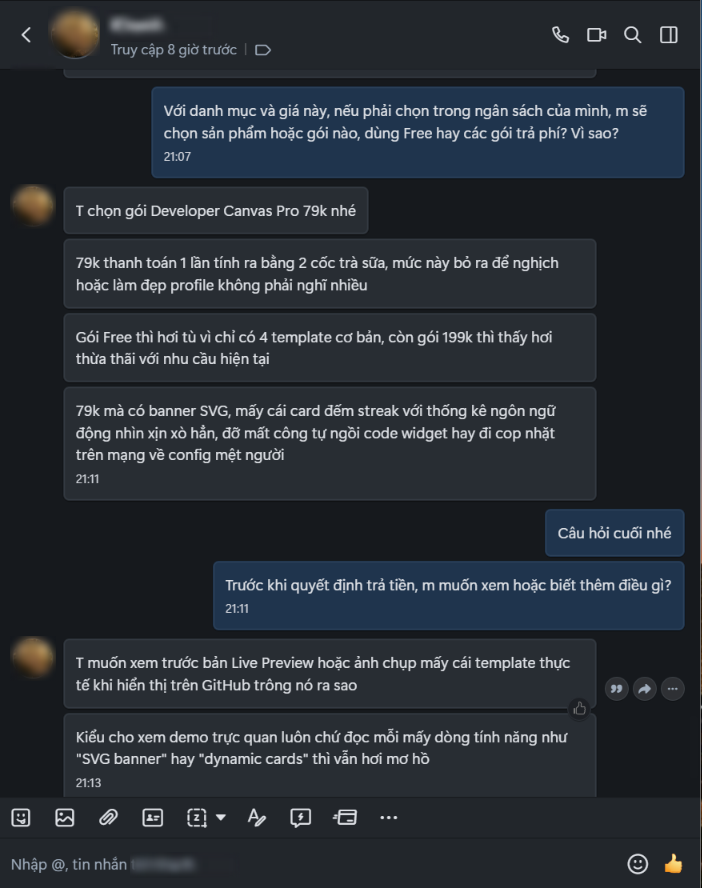 Truy cập 8 giờ trước
Với danh mục và giá này, nếu phải chọn trong ngân sách của mình, m sẽ
chọn sản phẩm hoặc gói nào, dùng Free hay các gói trả phí? Vì sao?
21:07
T chọn gói Developer Canvas Pro 79k nhé
79k thanh toán 1 lần tính ra bằng 2 cốc trà sữa, mức này bỏ ra để nghịch
hoặc làm đẹp profile không phải nghĩ nhiều
Gói Free thì hơi tù vì chỉ có 4 template cơ bản, còn gói 199k thì thấy hơi
thừa thãi với nhu cầu hiện tại
79k mà có banner SVG, mấy cái card đếm streak với thống kê ngôn ngữ
động nhìn xịn xò hẳn, đỡ mất công tự ngồi code widget hay đi cop nhặt
trên mạng về config mệt người
21:11
Câu hỏi cuối nhé
Trước khi quyết định trả tiền, m muốn xem hoặc biết thêm điều gì?
21:11
T muốn xem trước bản Live Preview hoặc ảnh chụp mấy cái template thực
tế khi hiển thị trên GitHub trông nó ra sao
Kiểu cho xem demo trực quan luôn chứ đọc mỗi mấy dòng tính năng như
"SVG banner" hay "dynamic cards" thì vẫn hơi mơ hồ
21:13
Nhập @, tin nhắn